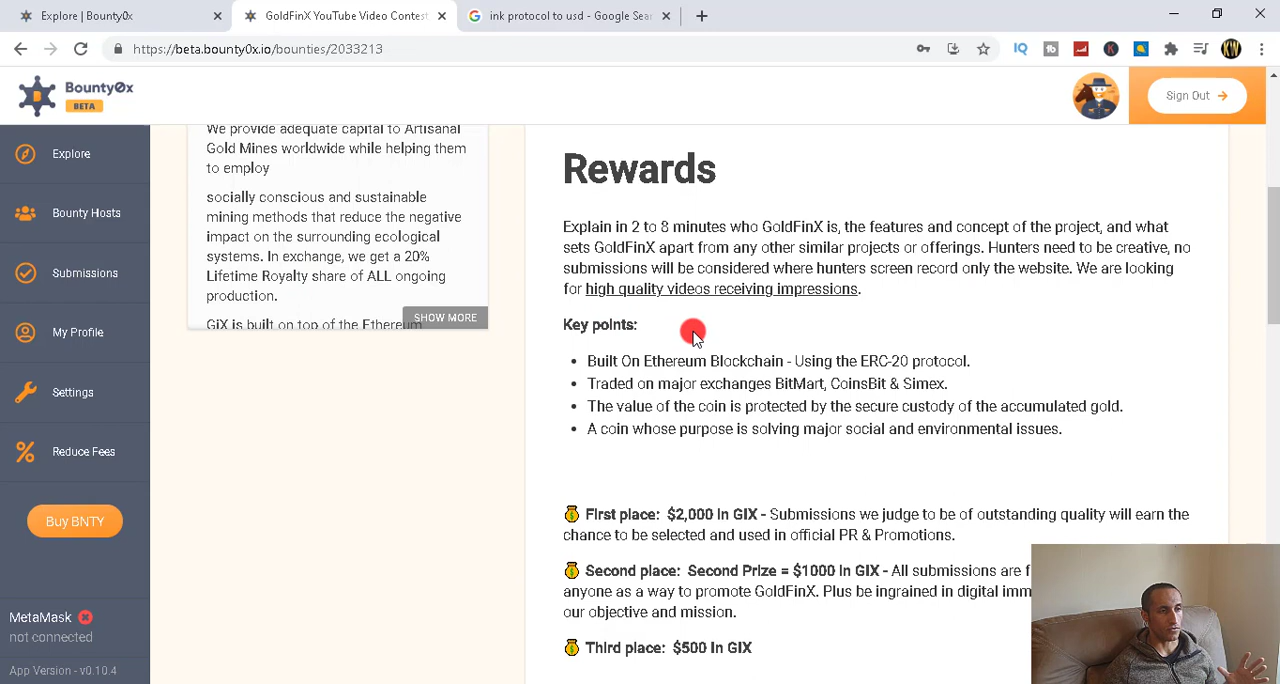 Explore | Bounty0x
GoldFinX YouTube Video Contest
ink protocol to usd - Google Sear
https://beta.bounty0x.io/bounties/2033213
IQ
tb
K
KW
Bounty0x
BETA
Sign Out
Explore
Bounty Hosts
Submissions
My Profile
Settings
Reduce Fees
Buy BNTY
MetaMask
not connected
App Version - v0.10.4
We provide adequate capital to Artisanal
Gold Mines worldwide while helping them
to employ
socially conscious and sustainable
mining methods that reduce the negative
impact on the surrounding ecological
systems. In exchange, we get a 20%
Lifetime Royalty share of ALL ongoing
production.
GiX is built on top of the Ethereum
SHOW MORE
Rewards
Explain in 2 to 8 minutes who GoldFinX is, the features and concept of the project, and what
sets GoldFinX apart from any other similar projects or offerings. Hunters need to be creative, no
submissions will be considered where hunters screen record only the website. We are looking
for high quality videos receiving impressions.
Key points:
• Built On Ethereum Blockchain - Using the ERC-20 protocol.
• Traded on major exchanges BitMart, CoinsBit & Simex.
• The value of the coin is protected by the secure custody of the accumulated gold.
• A coin whose purpose is solving major social and environmental issues.
💰 First place: $2,000 In GIX - Submissions we judge to be of outstanding quality will earn the
chance to be selected and used in official PR & Promotions.
💰 Second place: Second Prize = $1000 In GIX - All submissions are f
anyone as a way to promote GoldFinX. Plus be ingrained in digital imm
our objective and mission.
💰 Third place: $500 In GIX